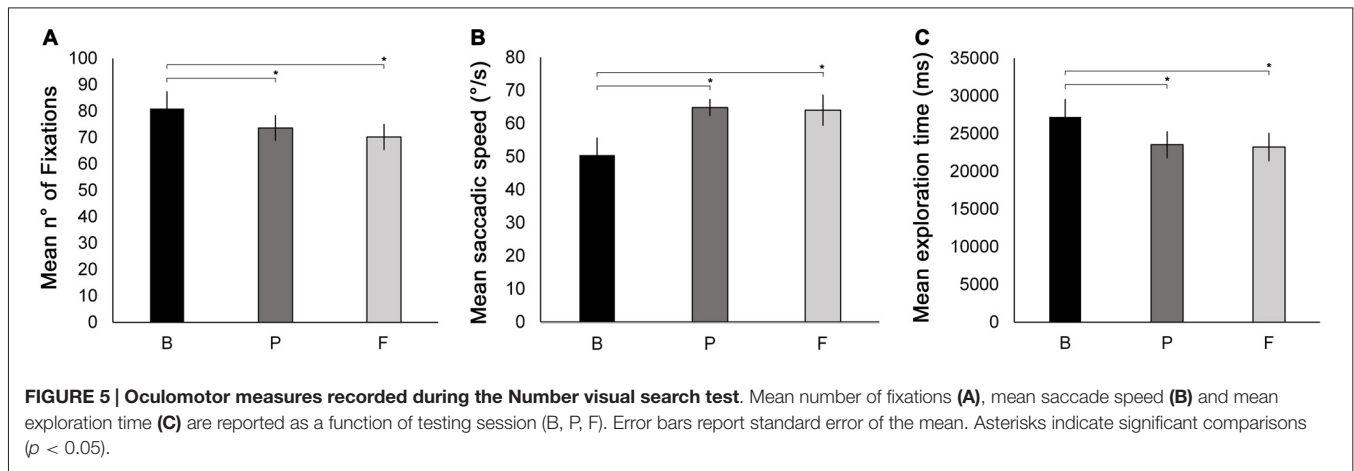 A
Mean n° of Fixations
100
90
80
70
60
50
40
30
20
10
0
*
*
B P F
B
Mean saccadic speed (°/s)
80
70
60
50
40
30
20
10
0
*
*
B P F
C
Mean exploration time (ms)
35000
30000
25000
20000
15000
10000
5000
0
*
*
B P F
FIGURE 5 | Oculomotor measures recorded during the Number visual search test. Mean number of fixations (A), mean saccade speed (B) and mean
exploration time (C) are reported as a function of testing session (B, P, F). Error bars report standard error of the mean. Asterisks indicate significant comparisons
(p < 0.05).